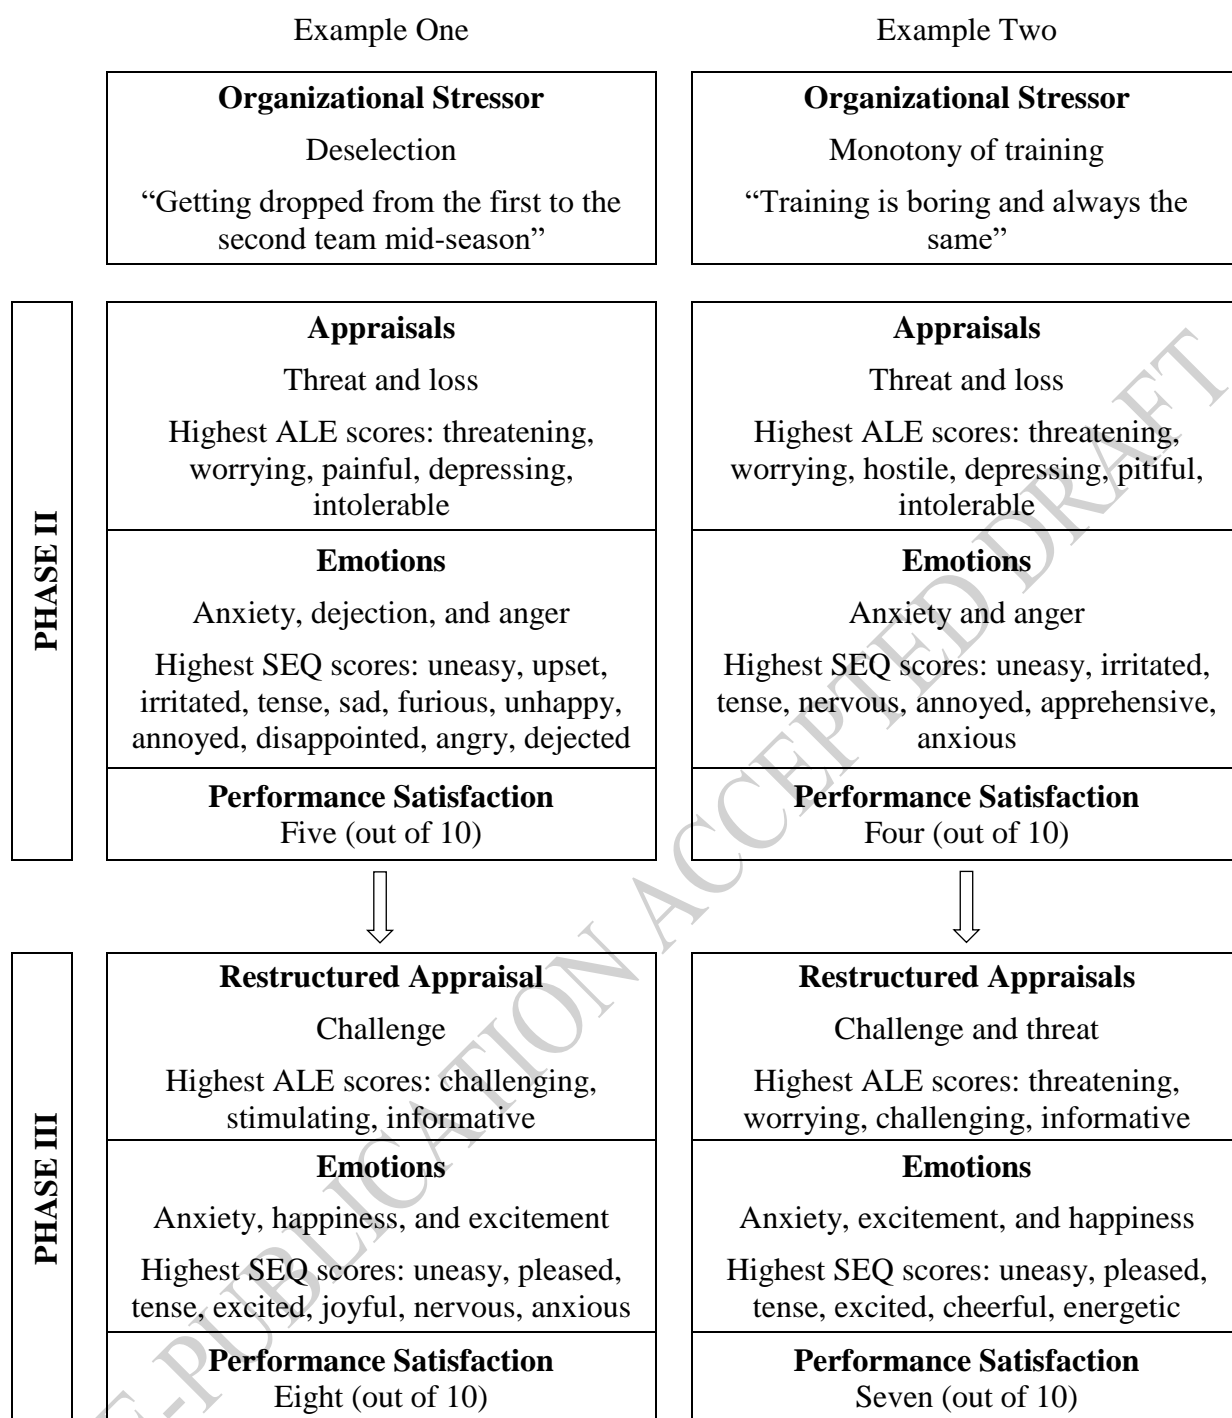 Example One
Example Two
Organizational Stressor
Deselection
“Getting dropped from the first to the
second team mid-season”
Organizational Stressor
Monotony of training
“Training is boring and always the
same”
PHASE II
Appraisals
Threat and loss
Highest ALE scores: threatening,
worrying, painful, depressing,
intolerable
Emotions
Anxiety, dejection, and anger
Highest SEQ scores: uneasy, upset,
irritated, tense, sad, furious, unhappy,
annoyed, disappointed, angry, dejected
Performance Satisfaction
Five (out of 10)
Appraisals
Threat and loss
Highest ALE scores: threatening,
worrying, hostile, depressing, pitiful,
intolerable
Emotions
Anxiety and anger
Highest SEQ scores: uneasy, irritated,
tense, nervous, annoyed, apprehensive,
anxious
Performance Satisfaction
Four (out of 10)
PHASE III
Restructured Appraisal
Challenge
Highest ALE scores: challenging,
stimulating, informative
Emotions
Anxiety, happiness, and excitement
Highest SEQ scores: uneasy, pleased,
tense, excited, joyful, nervous, anxious
Performance Satisfaction
Eight (out of 10)
Restructured Appraisals
Challenge and threat
Highest ALE scores: threatening,
worrying, challenging, informative
Emotions
Anxiety, excitement, and happiness
Highest SEQ scores: uneasy, pleased,
tense, excited, cheerful, energetic
Performance Satisfaction
Seven (out of 10)
E-PUBLICATION ACCEPTED DRAFT